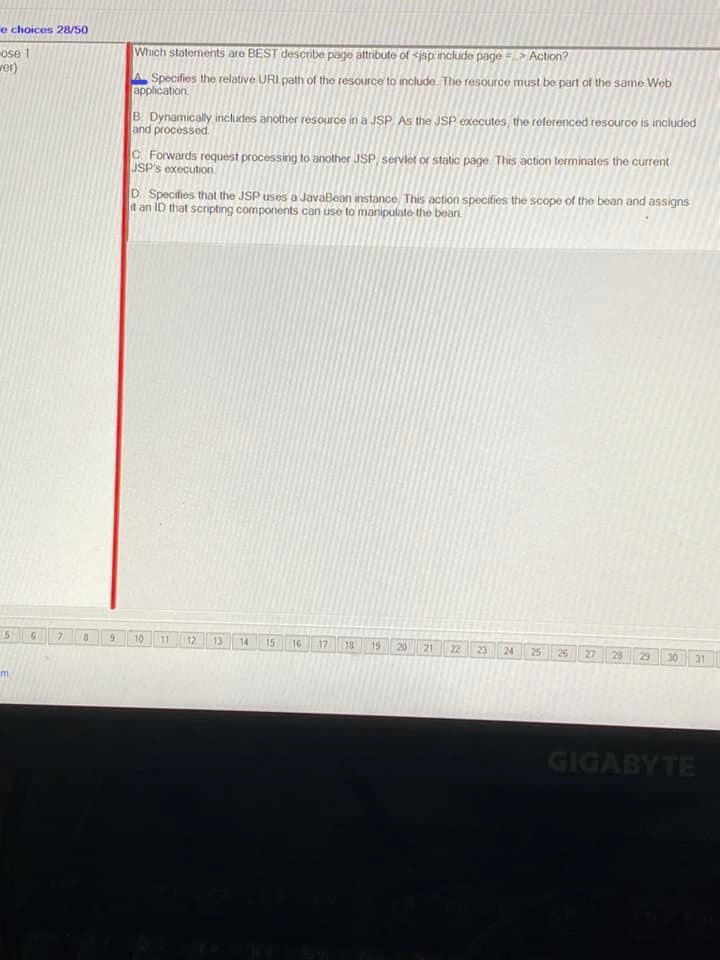 e choices 28/50
ose 1
er)
Which statements are BEST describe page attribute of <jsp:include page = ..> Action?
A. Specifies the relative URI path of the resource to include. The resource must be part of the same Web
application.
B. Dynamically includes another resource in a JSP. As the JSP executes, the referenced resource is included
and processed.
C. Forwards request processing to another JSP, servlet or static page. This action terminates the current
JSP's execution.
D. Specifies that the JSP uses a JavaBean instance. This action specifies the scope of the bean and assigns
it an ID that scripting components can use to manipulate the bean.
5 6 7 8 9 10 11 12 13 14 15 16 17 18 19 20 21 22 23 24 25 26 27 28 29 30 31
m
GIGABYTE